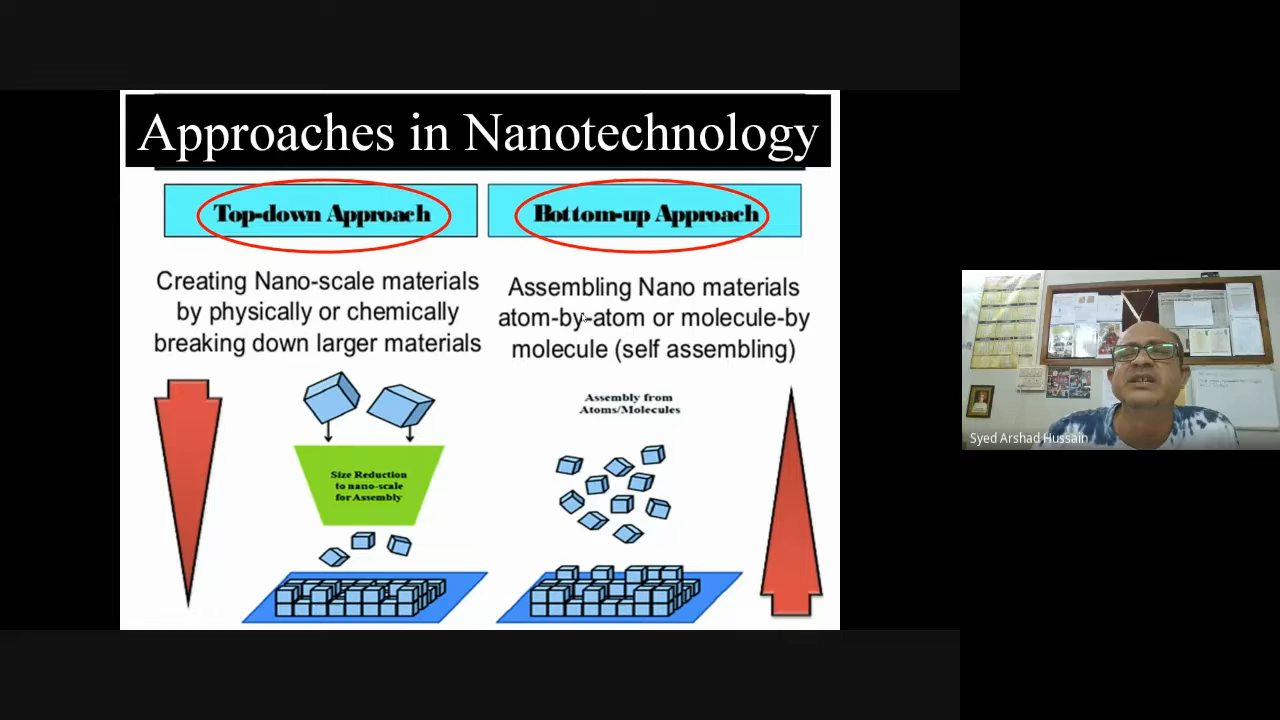 Approaches in Nanotechnology
Top-down Approach
Creating Nano-scale materials
by physically or chemically
breaking down larger materials
Size Reduction
to nano-scale
for Assembly
Bottom-up Approach
Assembling Nano materials
atom-by-atom or molecule-by
molecule (self assembling)
Assembly from
Atoms/Molecules
Syed Arshad Hussain